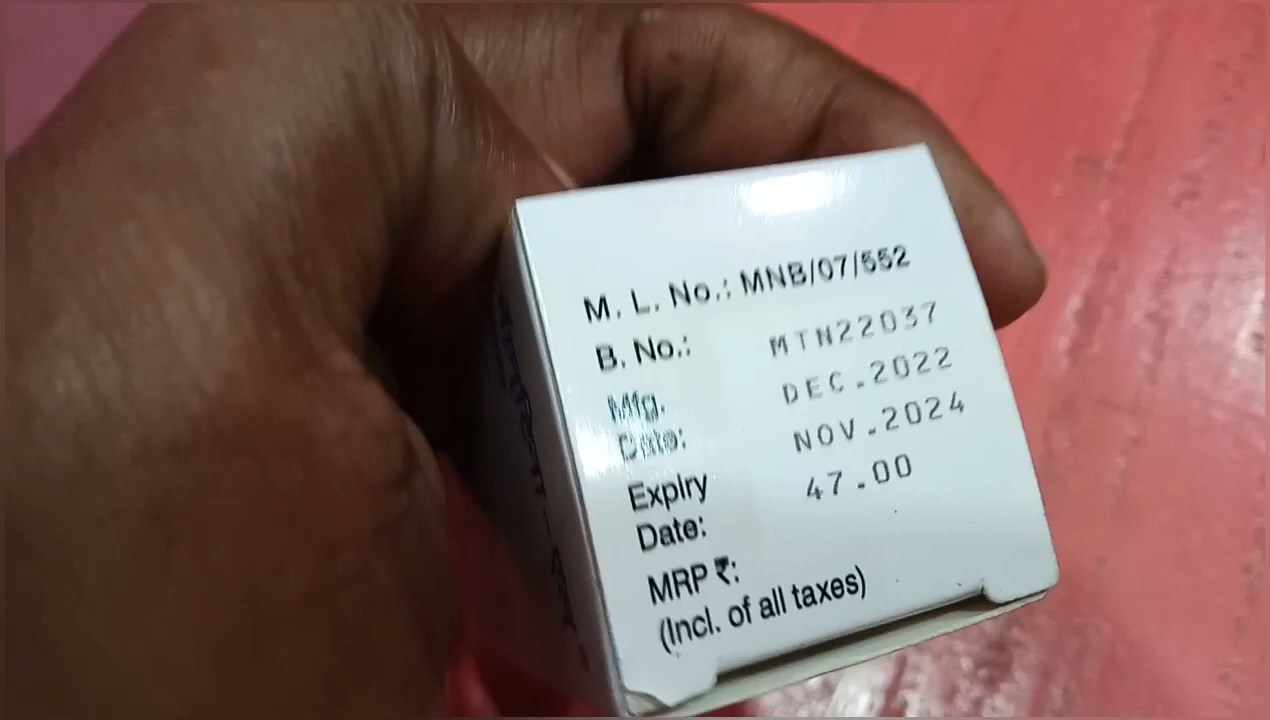 M. L. No.: MNB/07/552
B. No.: MTN22037
Mfg. DEC.2022
Date: NOV.2024
Expiry 47.00
Date:
MRP ₹:
(Incl. of all taxes)